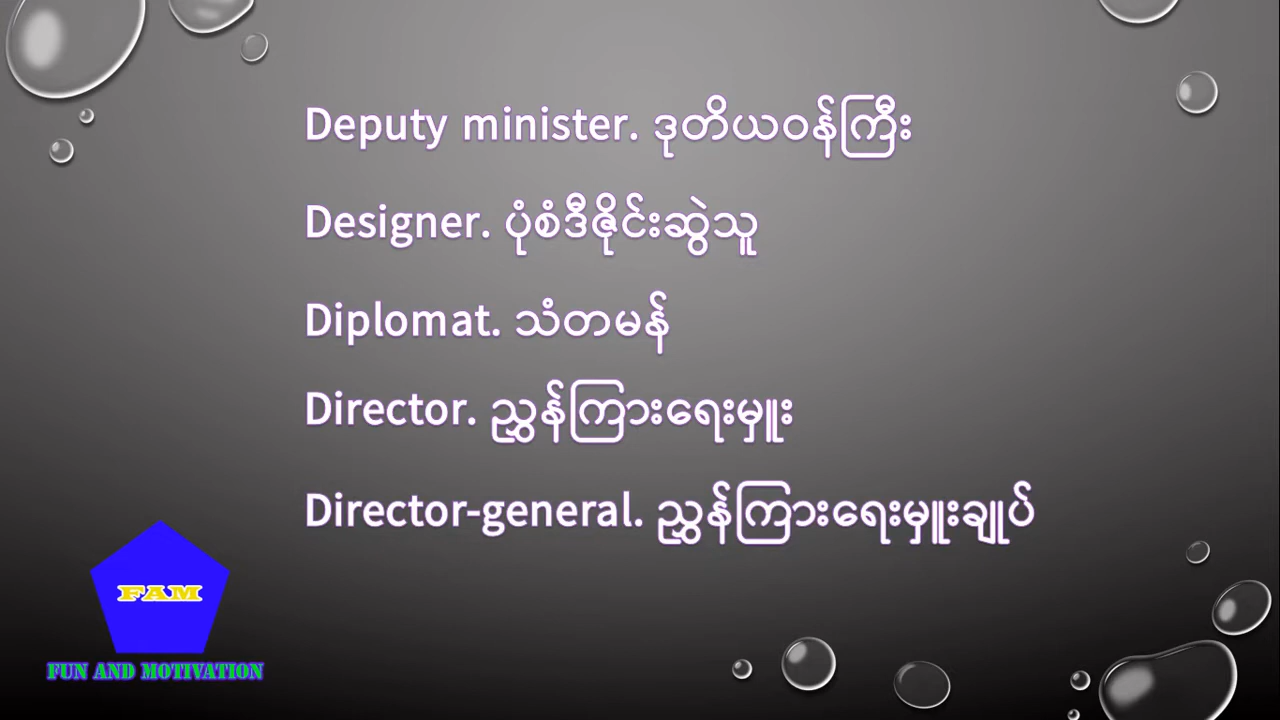 Deputy minister. ဒုတိယဝန်ကြီး
Designer. ပုံစံဒီဇိုင်းဆွဲသူ
Diplomat. သံတမန်
Director. ညွှန်ကြားရေးမှူး
Director-general. ညွှန်ကြားရေးမှူးချုပ်
FAM
FUN AND MOTIVATION